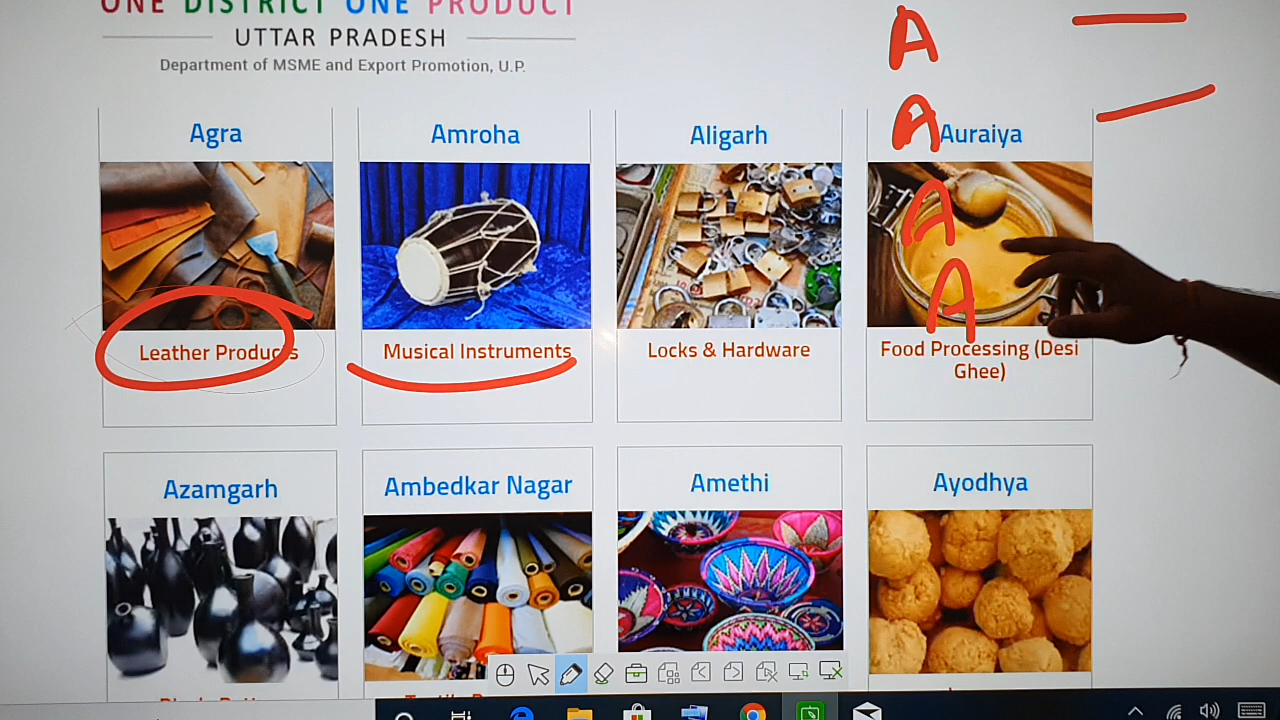 ONE DISTRICT ONE PRODUCT
UTTAR PRADESH
Department of MSME and Export Promotion, U.P.
A
A
A
A
Agra
Amroha
Aligarh
Auraiya
Leather Products
Musical Instruments
Locks & Hardware
Food Processing (Desi
Ghee)
Azamgarh
Ambedkar Nagar
Amethi
Ayodhya